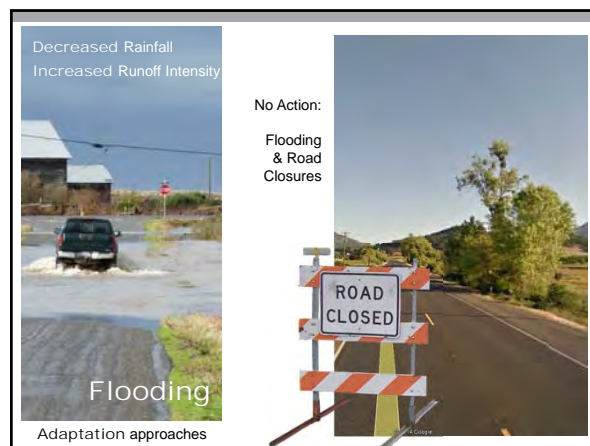 Decreased Rainfall
Increased Runoff Intensity
Flooding
Adaptation approaches
No Action:
Flooding
& Road
Closures
ROAD
CLOSED